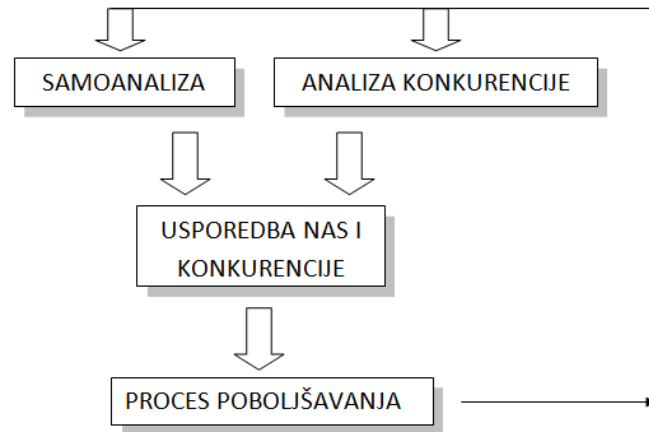 SAMOANALIZA
ANALIZA KONKURENCIJE
USPOREDBA NAS I
KONKURENCIJE
PROCES POBOLJŠAVANJA